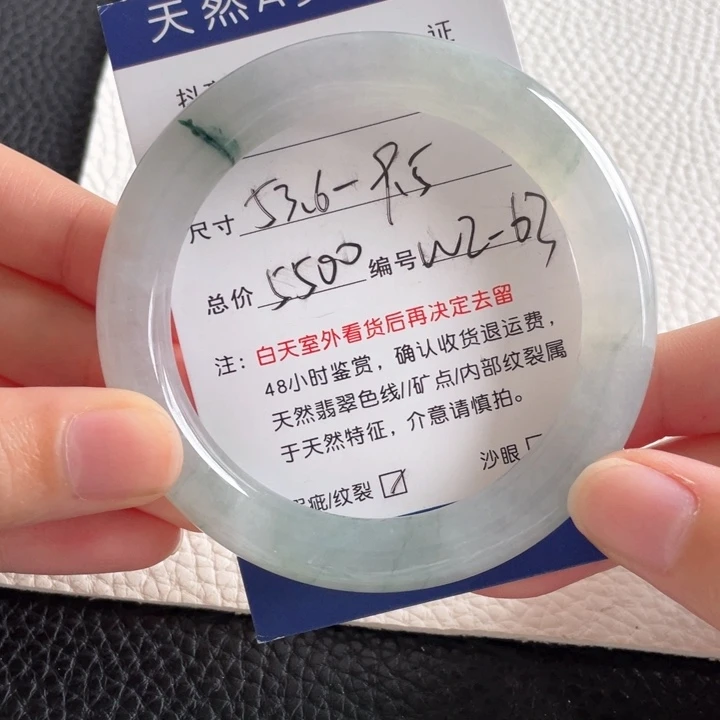 天然A
证
尺寸 53.6-9.5
总价 5500 编号 WZ-63
注：白天室外看货后再决定去留
48小时鉴赏，确认收货退运费，
天然翡翠色线//矿点/内部纹裂属
于天然特征，介意请慎拍。
疵/纹裂 沙眼